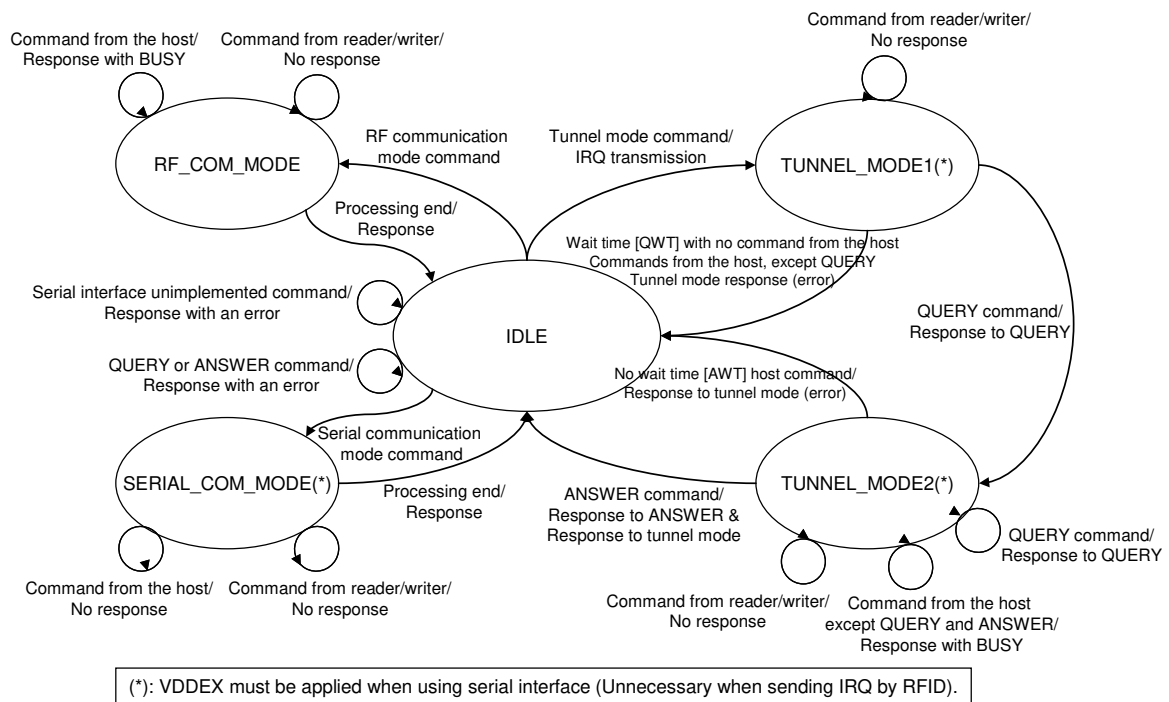 Command from the host/
Response with BUSY
Command from reader/writer/
No response
RF_COM_MODE
RF communication
mode command
Processing end/
Response
Tunnel mode command/
IRQ transmission
Command from reader/writer/
No response
TUNNEL_MODE1(*)
Wait time [QWT] with no command from the host
Commands from the host, except QUERY
Tunnel mode response (error)
Serial interface unimplemented command/
Response with an error
QUERY or ANSWER command/
Response with an error
IDLE
QUERY command/
Response to QUERY
No wait time [AWT] host command/
Response to tunnel mode (error)
Serial communication
mode command
SERIAL_COM_MODE(*)
Processing end/
Response
ANSWER command/
Response to ANSWER &
Response to tunnel mode
TUNNEL_MODE2(*)
QUERY command/
Response to QUERY
Command from the host/
No response
Command from reader/writer/
No response
Command from reader/writer/
No response
Command from the host
except QUERY and ANSWER/
Response with BUSY
(*): VDDEX must be applied when using serial interface (Unnecessary when sending IRQ by RFID).